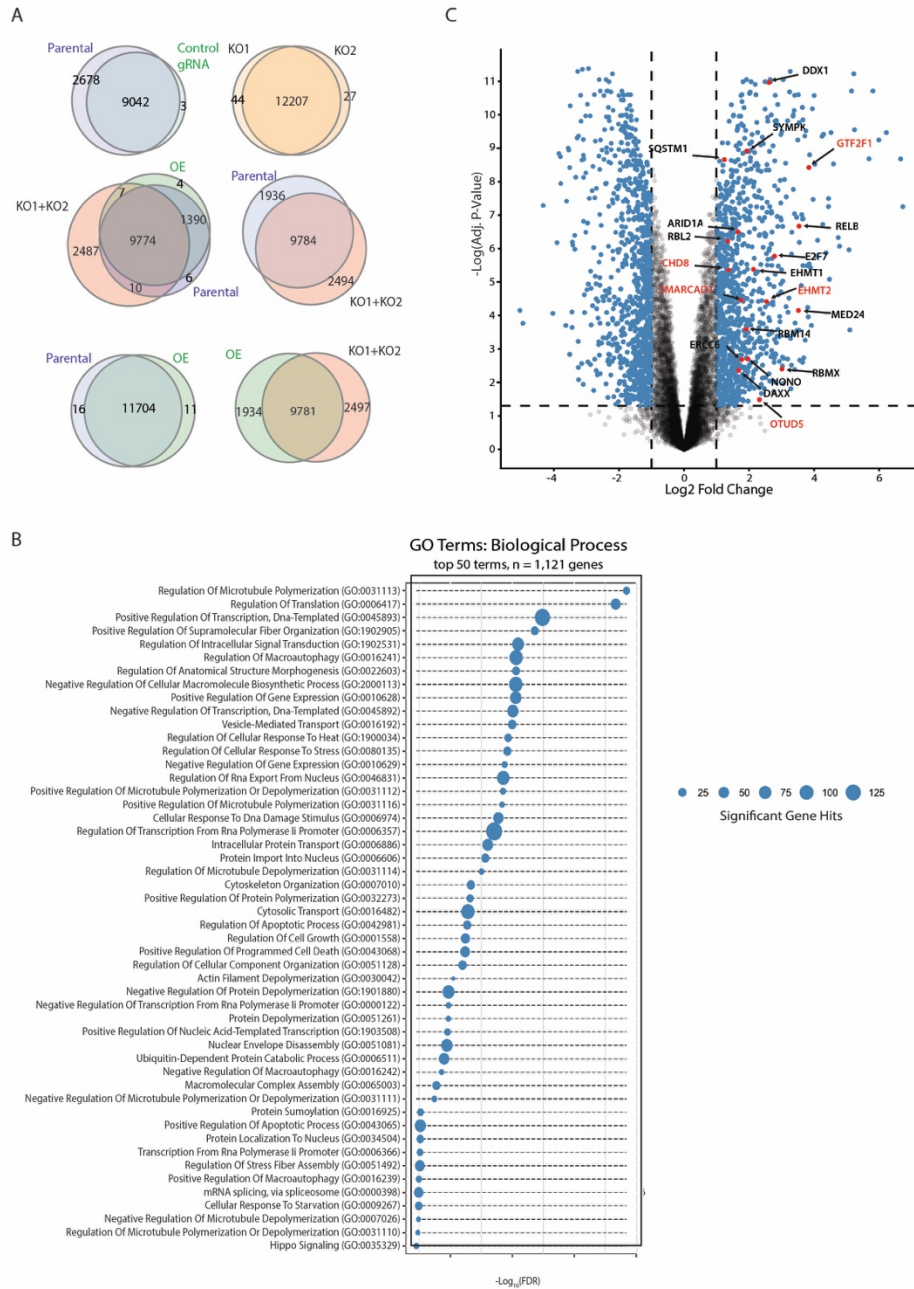 A
Parental
Control
gRNA
2678
9042
3
KO1
KO2
44
12207
27
OE
4
7
KO1+KO2
1390
2487
9774
10
6
Parental
Parental
1936
9784
2494
KO1+KO2
Parental
OE
16
11704
11
OE
KO1+KO2
1934
9781
2497
C
-Log(Adj. P-Value)
11
10
9
8
7
6
5
4
3
2
1
0
DDX1
SYMPK
SQSTM1
GTF2F1
ARID1A
RBL2
RELB
CHD8
E2F7
EHMT1
MARCAD1
EHMT2
MED24
RBM14
ERCC6
RBMX
NONO
DAXX
OTUD5
-4 -2 0 2 4 6
Log2 Fold Change
B
GO Terms: Biological Process
top 50 terms, n = 1,121 genes
Regulation Of Microtubule Polymerization (GO:0031113)
Regulation Of Translation (GO:0006417)
Positive Regulation Of Transcription, Dna-Templated (GO:0045893)
Positive Regulation Of Supramolecular Fiber Organization (GO:1902905)
Regulation Of Intracellular Signal Transduction (GO:1902531)
Regulation Of Macroautophagy (GO:0016241)
Regulation Of Anatomical Structure Morphogenesis (GO:0022603)
Negative Regulation Of Cellular Macromolecule Biosynthetic Process (GO:2000113)
Positive Regulation Of Gene Expression (GO:0010628)
Negative Regulation Of Transcription, Dna-Templated (GO:0045892)
Vesicle-Mediated Transport (GO:0016192)
Regulation Of Cellular Response To Heat (GO:1900034)
Regulation Of Cellular Response To Stress (GO:0080135)
Negative Regulation Of Gene Expression (GO:0010629)
Regulation Of Rna Export From Nucleus (GO:0046831)
Positive Regulation Of Microtubule Polymerization Or Depolymerization (GO:0031112)
Positive Regulation Of Microtubule Polymerization (GO:0031116)
Cellular Response To Dna Damage Stimulus (GO:0006974)
Regulation Of Transcription From Rna Polymerase Ii Promoter (GO:0006357)
Intracellular Protein Transport (GO:0006886)
Protein Import Into Nucleus (GO:0006606)
Regulation Of Microtubule Depolymerization (GO:0031114)
Cytoskeleton Organization (GO:0007010)
Positive Regulation Of Protein Polymerization (GO:0032273)
Cytosolic Transport (GO:0016482)
Regulation Of Apoptotic Process (GO:0042981)
Regulation Of Cell Growth (GO:0001558)
Positive Regulation Of Programmed Cell Death (GO:0043068)
Regulation Of Cellular Component Organization (GO:0051128)
Actin Filament Depolymerization (GO:0030042)
Negative Regulation Of Protein Depolymerization (GO:1901880)
Negative Regulation Of Transcription From Rna Polymerase Ii Promoter (GO:0000122)
Protein Depolymerization (GO:0051261)
Positive Regulation Of Nucleic Acid-Templated Transcription (GO:1903508)
Nuclear Envelope Disassembly (GO:0051081)
Ubiquitin-Dependent Protein Catabolic Process (GO:0006511)
Negative Regulation Of Macroautophagy (GO:0016242)
Macromolecular Complex Assembly (GO:0065003)
Negative Regulation Of Microtubule Polymerization Or Depolymerization (GO:0031111)
Protein Sumoylation (GO:0016925)
Positive Regulation Of Apoptotic Process (GO:0043065)
Protein Localization To Nucleus (GO:0034504)
Transcription From Rna Polymerase Ii Promoter (GO:0006366)
Regulation Of Stress Fiber Assembly (GO:0051492)
Positive Regulation Of Macroautophagy (GO:0016239)
mRNA splicing, via spliceosome (GO:0000398)
Cellular Response To Starvation (GO:0009267)
Negative Regulation Of Microtubule Depolymerization (GO:0007026)
Regulation Of Microtubule Polymerization Or Depolymerization (GO:0031110)
Hippo Signaling (GO:0035329)
-Log10(FDR)
25 50 75 100 125
Significant Gene Hits